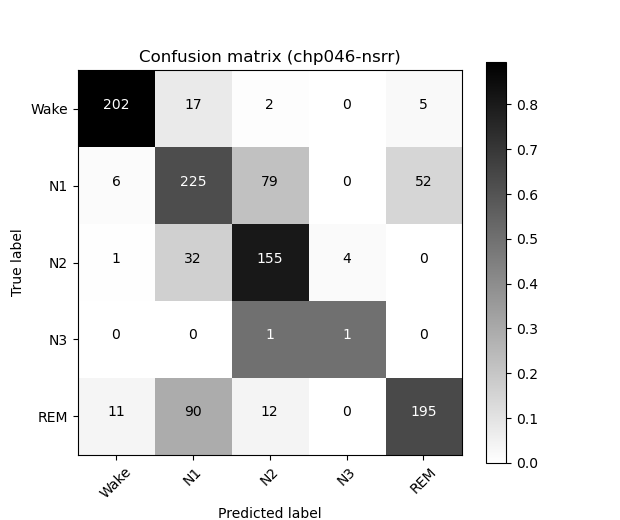 Confusion matrix (chp046-nsrr)
True label
Wake 202 17 2 0 5
N1 6 225 79 0 52
N2 1 32 155 4 0
N3 0 0 1 1 0
REM 11 90 12 0 195
Wake N1 N2 N3 REM
Predicted label
0.8
0.7
0.6
0.5
0.4
0.3
0.2
0.1
0.0